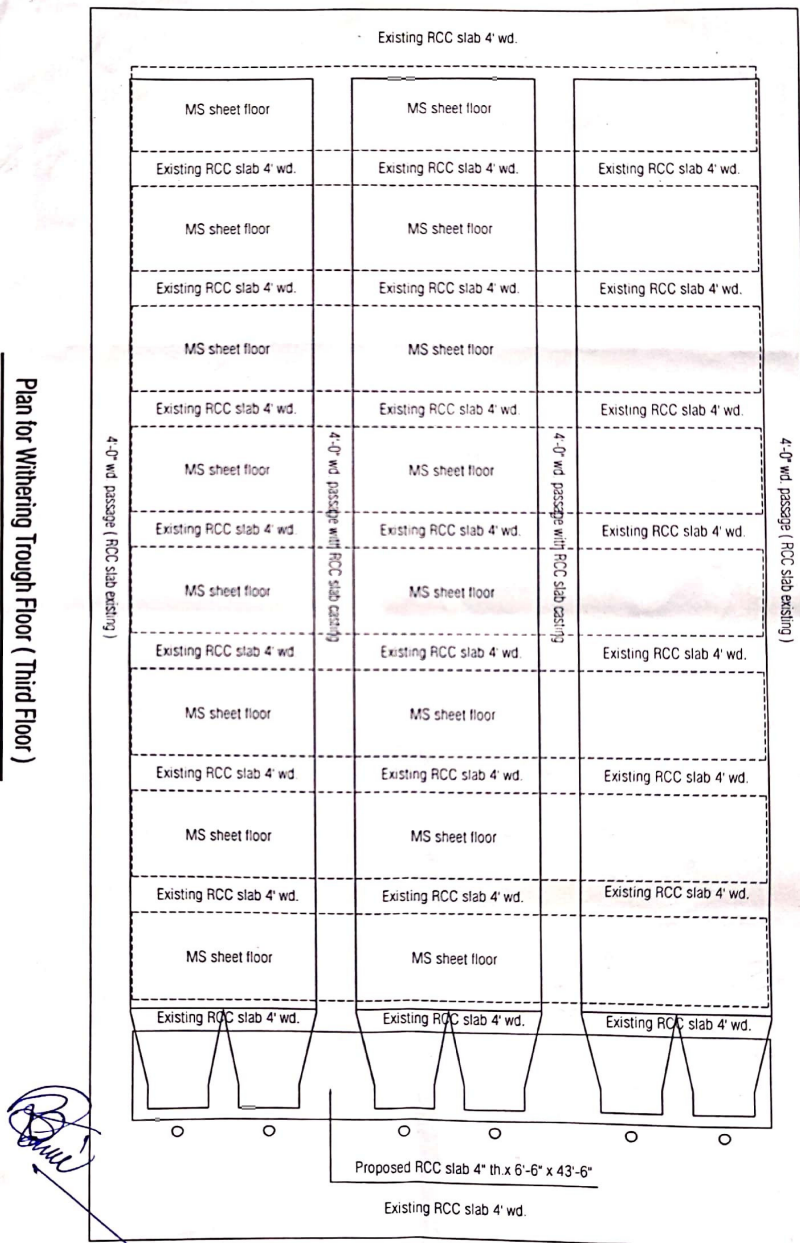 Existing RCC slab 4' wd.
MS sheet floor MS sheet floor
Existing RCC slab 4' wd. Existing RCC slab 4' wd. Existing RCC slab 4' wd.
MS sheet floor MS sheet floor
Existing RCC slab 4' wd. Existing RCC slab 4' wd. Existing RCC slab 4' wd.
MS sheet floor MS sheet floor
Existing RCC slab 4' wd. Existing RCC slab 4' wd. Existing RCC slab 4' wd.
MS sheet floor MS sheet floor
Existing RCC slab 4' wd. Existing RCC slab 4' wd. Existing RCC slab 4' wd.
MS sheet floor MS sheet floor
Existing RCC slab 4' wd Existing RCC slab 4' wd. Existing RCC slab 4' wd.
MS sheet floor MS sheet floor
Existing RCC slab 4' wd. Existing RCC slab 4' wd. Existing RCC slab 4' wd.
MS sheet floor MS sheet floor
Existing RCC slab 4' wd. Existing RCC slab 4' wd. Existing RCC slab 4' wd.
MS sheet floor MS sheet floor
Existing RCC slab 4' wd. Existing RCC slab 4' wd. Existing RCC slab 4' wd.
4'-0" wd. passage ( RCC slab existing )
4'-0" wd. passage with RCC slab casting
4'-0" wd. passage with RCC slab casting
4'-0" wd. passage ( RCC slab existing )
Proposed RCC slab 4" th.x 6'-6" x 43'-6"
Existing RCC slab 4' wd.
Plan for Withering Trough Floor ( Third Floor )